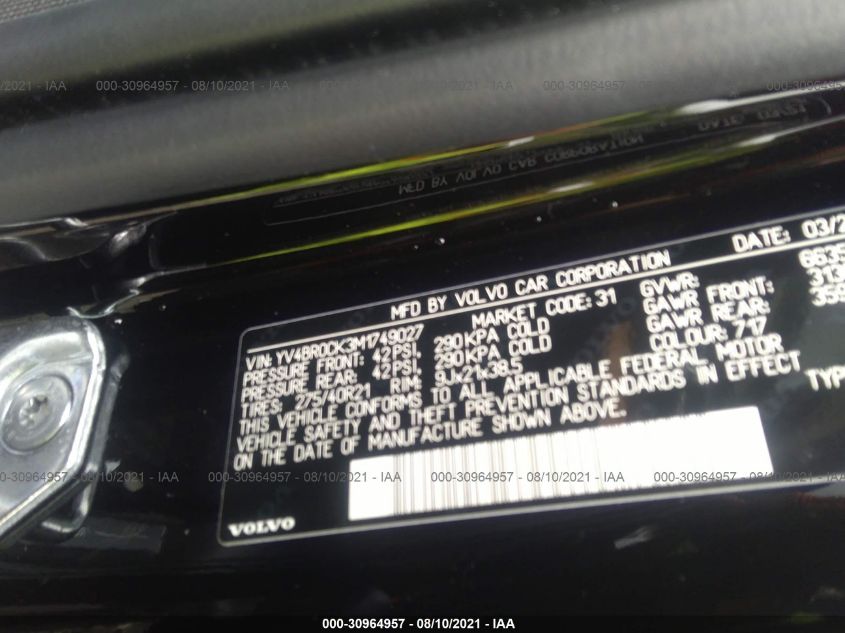 000-30964957 - 08/10/2021 - IAA
MFD BY VOLVO CAR CORPORATION
DATE: 03/2
VIN: YV4BR0CK3M1749027
MARKET CODE: 31
GVWR:
PRESSURE FRONT: 42PSI, 290KPA COLD
GAWR FRONT:
PRESSURE REAR: 42PSI, 290KPA COLD
GAWR REAR:
TIRES: 275/40R21 RIM: 9Jx21x38.5
COLOUR: 717
THIS VEHICLE CONFORMS TO ALL APPLICABLE FEDERAL MOTOR
VEHICLE SAFETY AND THEFT PREVENTION STANDARDS IN EFFECT
ON THE DATE OF MANUFACTURE SHOWN ABOVE.
TYP
VOLVO
000-30964957 - 08/10/2021 - IAA
000-30964957 - 08/10/2021 - IAA